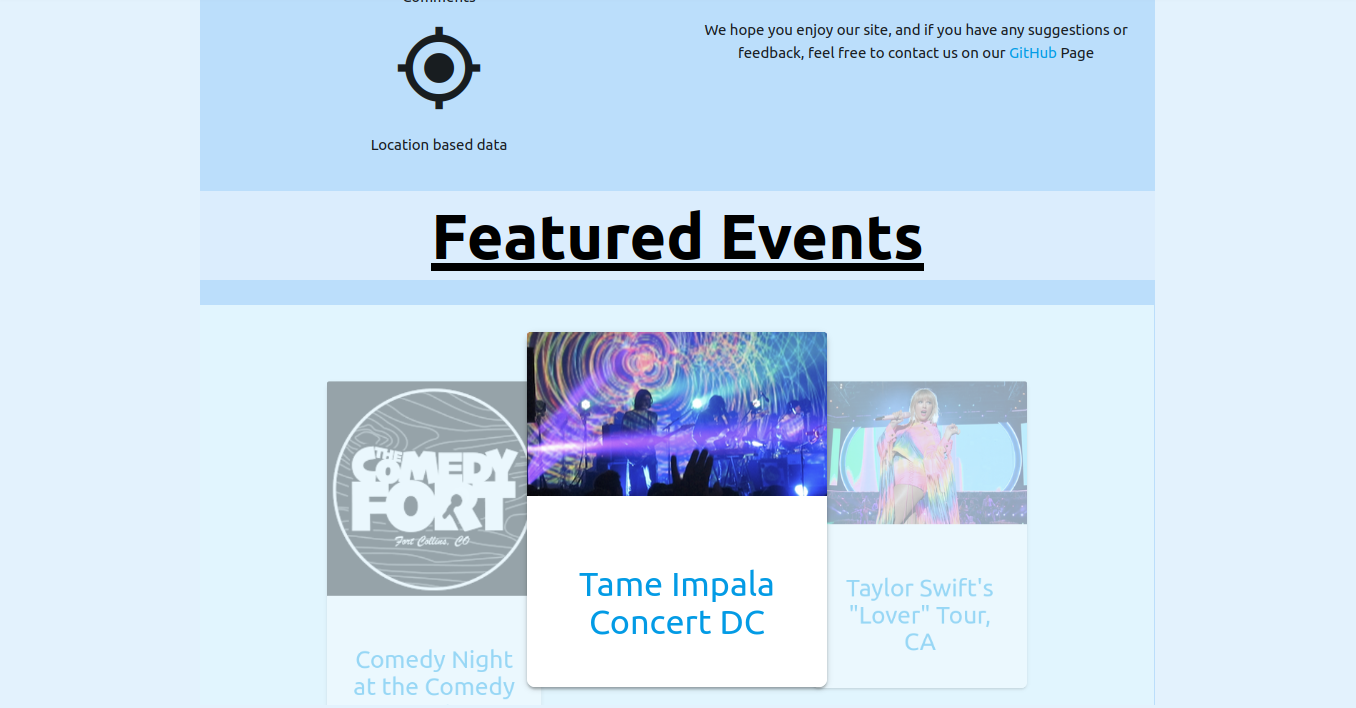 Comments
We hope you enjoy our site, and if you have any suggestions or
feedback, feel free to contact us on our GitHub Page
Location based data
Featured Events
THE
COMEDY
FORT
Fort Collins, CO
Comedy Night
at the Comedy
Tame Impala
Concert DC
Taylor Swift's
"Lover" Tour,
CA